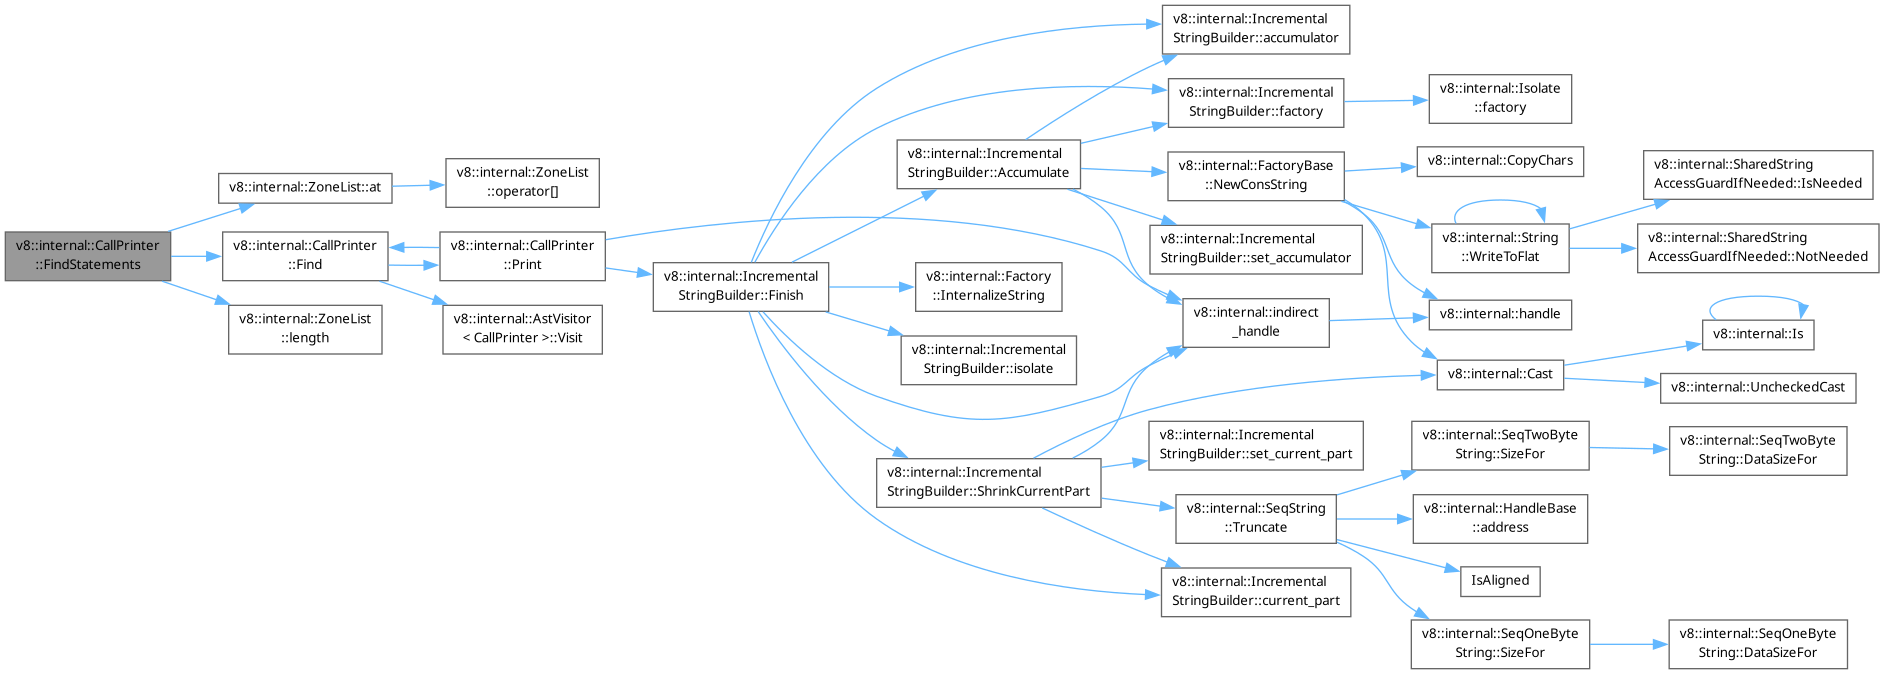 v8::internal::CallPrinter
::FindStatements
v8::internal::ZoneList::at
v8::internal::ZoneList
::operator[]
v8::internal::CallPrinter
::Find
v8::internal::CallPrinter
::Print
v8::internal::ZoneList
::length
v8::internal::AstVisitor
< CallPrinter >::Visit
v8::internal::Incremental
StringBuilder::Finish
v8::internal::Incremental
StringBuilder::Accumulate
v8::internal::Factory
::InternalizeString
v8::internal::Incremental
StringBuilder::isolate
v8::internal::Incremental
StringBuilder::ShrinkCurrentPart
v8::internal::Incremental
StringBuilder::accumulator
v8::internal::Incremental
StringBuilder::factory
v8::internal::FactoryBase
::NewConsString
v8::internal::Incremental
StringBuilder::set_accumulator
v8::internal::indirect
_handle
v8::internal::Incremental
StringBuilder::set_current_part
v8::internal::SeqString
::Truncate
v8::internal::Incremental
StringBuilder::current_part
v8::internal::Isolate
::factory
v8::internal::CopyChars
v8::internal::String
::WriteToFlat
v8::internal::handle
v8::internal::Cast
v8::internal::SeqTwoByte
String::SizeFor
v8::internal::HandleBase
::address
IsAligned
v8::internal::SeqOneByte
String::SizeFor
v8::internal::SharedString
AccessGuardIfNeeded::IsNeeded
v8::internal::SharedString
AccessGuardIfNeeded::NotNeeded
v8::internal::Is
v8::internal::UncheckedCast
v8::internal::SeqTwoByte
String::DataSizeFor
v8::internal::SeqOneByte
String::DataSizeFor